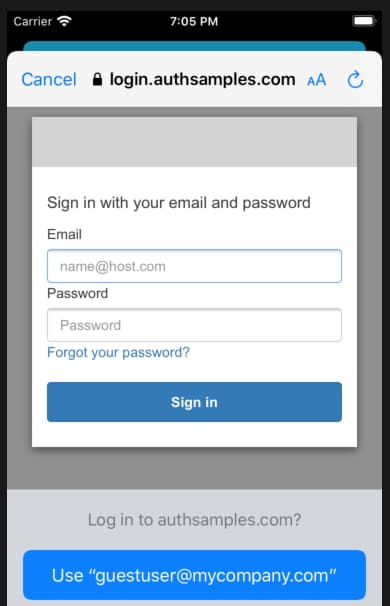 Carrier 7:05 PM
Cancel login.authsamples.com AA
Sign in with your email and password
Email
name@host.com
Password
Password
Forgot your password?
Sign in
Log in to authsamples.com?
Use “guestuser@mycompany.com”